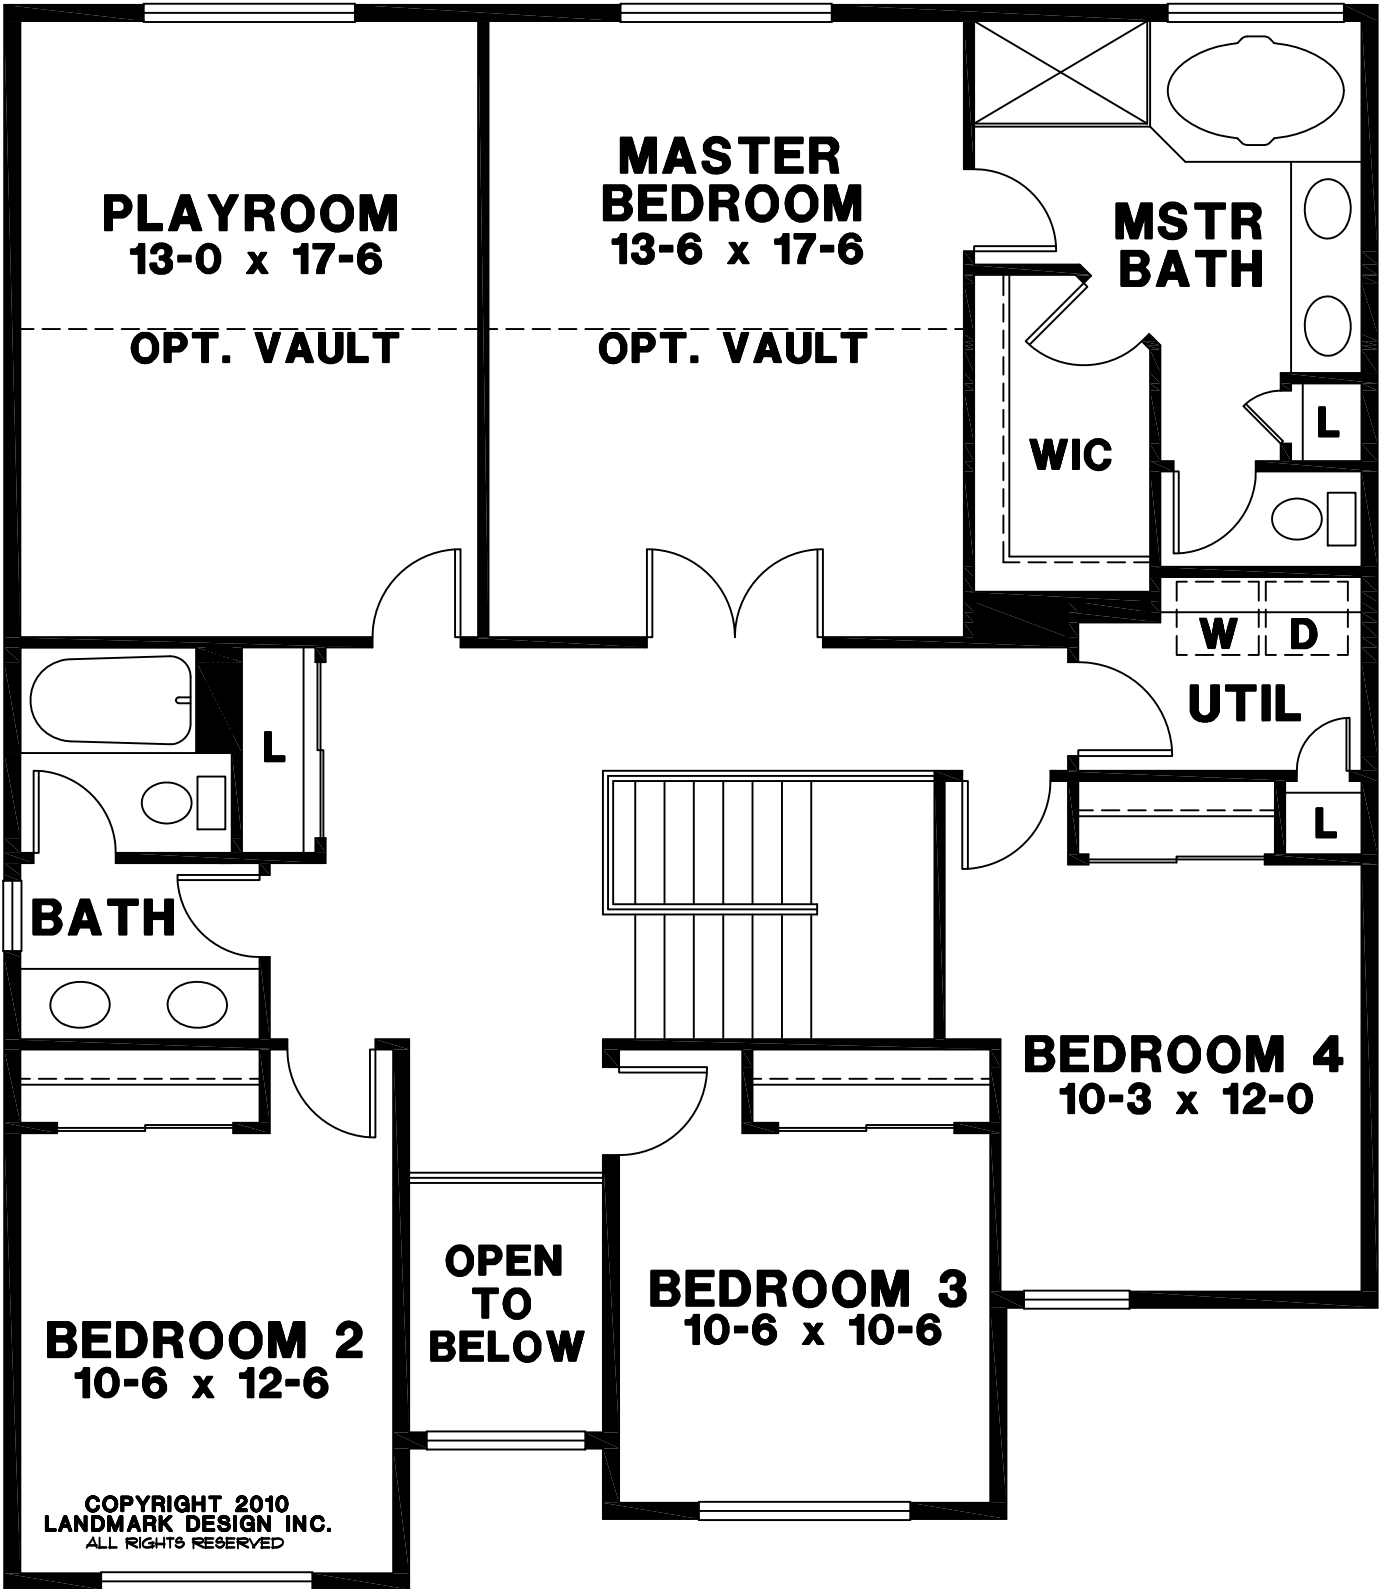 PLAYROOM
13-0 x 17-6
OPT. VAULT
MASTER
BEDROOM
13-6 x 17-6
OPT. VAULT
MSTR
BATH
WIC
L
W D
UTIL
L
L
BATH
BEDROOM 4
10-3 x 12-0
OPEN
TO
BELOW
BEDROOM 3
10-6 x 10-6
BEDROOM 2
10-6 x 12-6
COPYRIGHT 2010
LANDMARK DESIGN INC.
ALL RIGHTS RESERVED